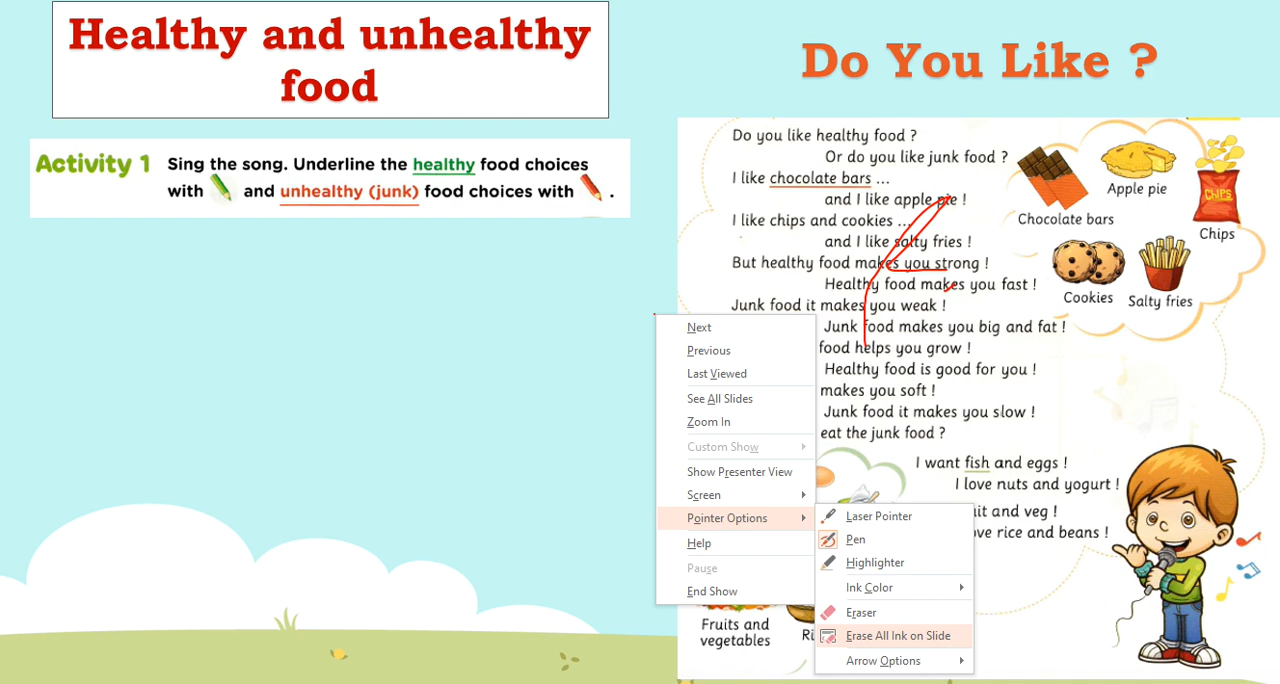 Healthy and unhealthy
food
Activity 1
Sing the song. Underline the healthy food choices
with and unhealthy (junk) food choices with .
Do You Like ?
Do you like healthy food ?
Or do you like junk food ?
I like chocolate bars ...
and I like apple pie !
I like chips and cookies ...
and I like salty fries !
But healthy food makes you strong !
Healthy food makes you fast !
Junk food it makes you weak !
Junk food makes you big and fat !
food helps you grow !
Healthy food is good for you !
makes you soft !
Junk food it makes you slow !
eat the junk food ?
I want fish and eggs !
I love nuts and yogurt !
and veg !
rice and beans !
Chocolate bars
Apple pie
CHIPS
Chips
Cookies
Salty fries
Fruits and
vegetables
Next
Previous
Last Viewed
See All Slides
Zoom In
Custom Show
Show Presenter View
Screen
Pointer Options
Help
Pause
End Show
Laser Pointer
Pen
Highlighter
Ink Color
Eraser
Erase All Ink on Slide
Arrow Options